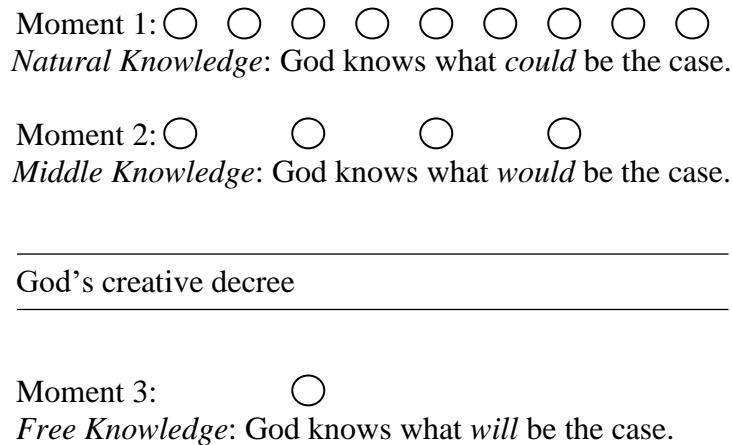 Moment 1:
Natural Knowledge: God knows what could be the case.
Moment 2:
Middle Knowledge: God knows what would be the case.
God’s creative decree
Moment 3:
Free Knowledge: God knows what will be the case.